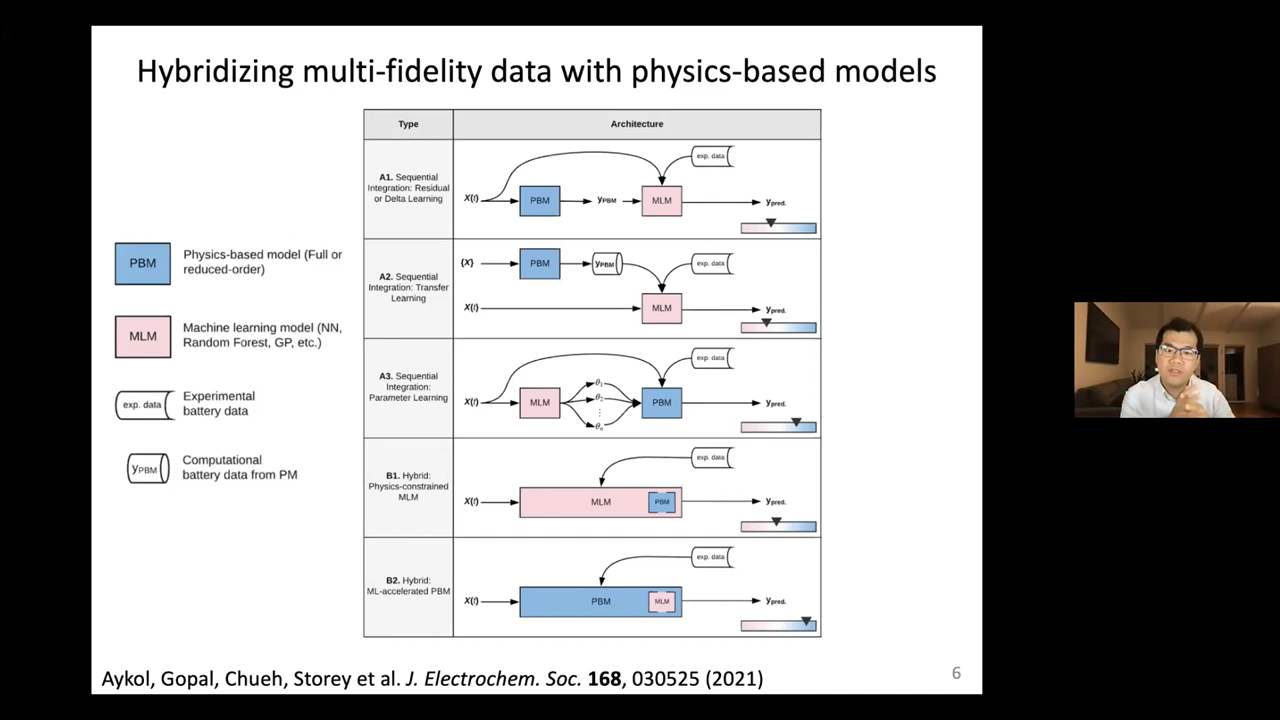 Hybridizing multi-fidelity data with physics-based models
PBM
Physics-based model (Full or
reduced-order)
MLM
Machine learning model (NN,
Random Forest, GP, etc.)
exp. data
Experimental
battery data
yPBM
Computational
battery data from PM
Type
Architecture
A1. Sequential
Integration: Residual
or Delta Learning
X(t)
PBM
yPBM
MLM
exp. data
ypred.
A2. Sequential
Integration: Transfer
Learning
{X}
PBM
yPBM
exp. data
X(t)
MLM
ypred.
A3. Sequential
Integration:
Parameter Learning
X(t)
MLM
θ1
θ2
⋮
θn
PBM
exp. data
ypred.
B1. Hybrid:
Physics-constrained
MLM
X(t)
MLM
PBM
exp. data
ypred.
B2. Hybrid:
ML-accelerated PBM
X(t)
PBM
MLM
exp. data
ypred.
Aykol, Gopal, Chueh, Storey et al. J. Electrochem. Soc. 168, 030525 (2021)
6